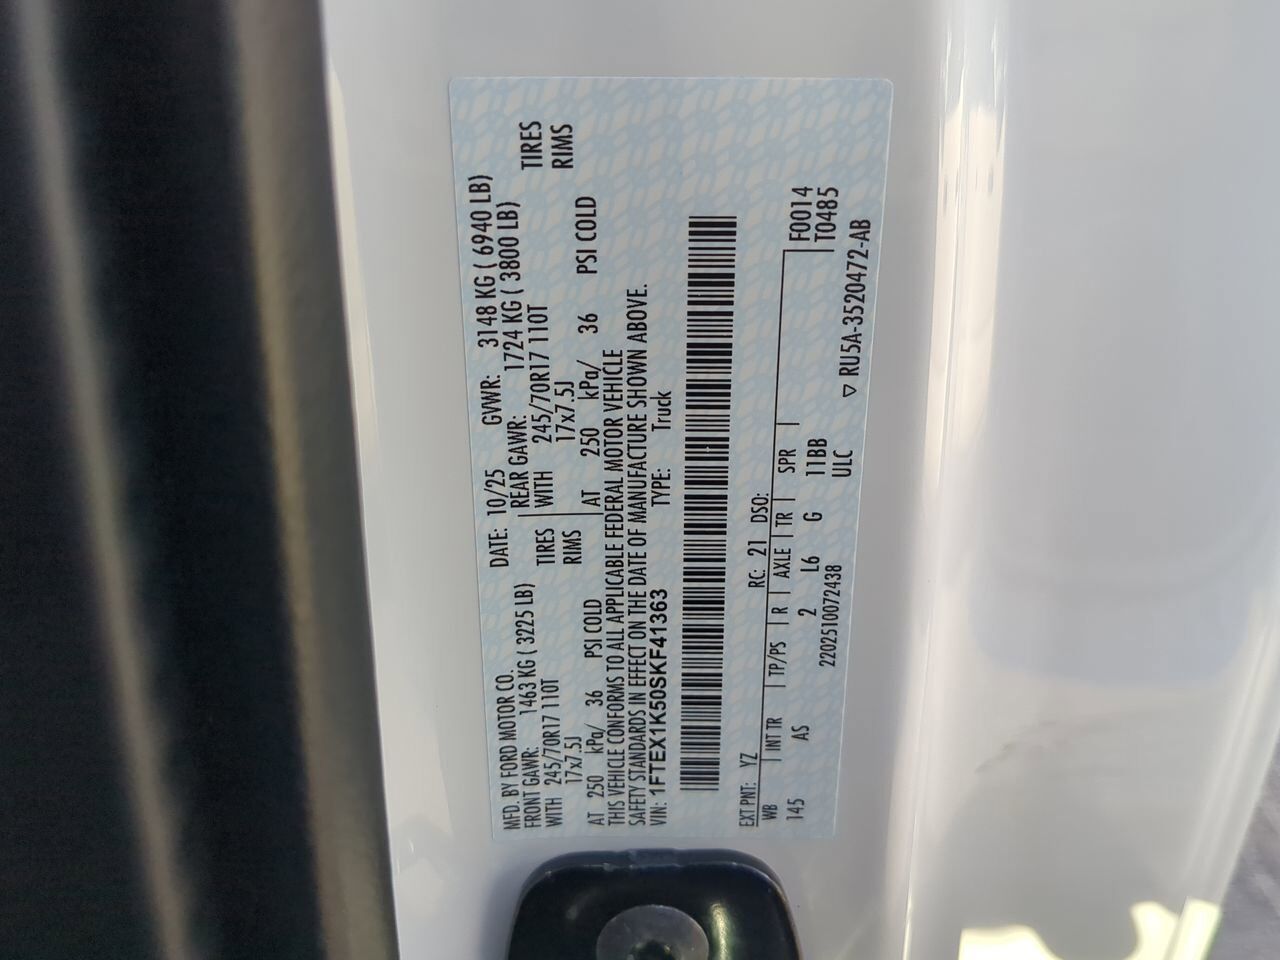 MFD. BY FORD MOTOR CO. DATE: 10/25 GVWR: 3148 KG ( 6940 LB)
FRONT GAWR: 1463 KG ( 3225 LB) REAR GAWR: 1724 KG ( 3800 LB)
WITH 245/70R17 110T TIRES WITH 245/70R17 110T TIRES
17x7.5J RIMS 17x7.5J RIMS
AT 250 kPa/ 36 PSI COLD AT 250 kPa/ 36 PSI COLD
THIS VEHICLE CONFORMS TO ALL APPLICABLE FEDERAL MOTOR VEHICLE
SAFETY STANDARDS IN EFFECT ON THE DATE OF MANUFACTURE SHOWN ABOVE.
VIN: 1FTEX1K50SKF41363 TYPE: Truck
EXT PNT: YZ RC: 21 DSO:
WB | INT TR | TP/PS | R | AXLE | TR | SPR | F0014
145 AS 2 L6 G 11BB T0485
2202510072438 ULC
▽ RU5A-3520472-AB